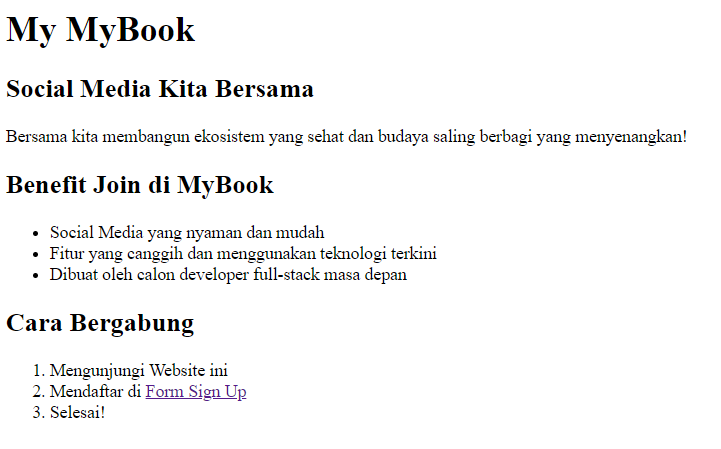 My MyBook
Social Media Kita Bersama
Bersama kita membangun ekosistem yang sehat dan budaya saling berbagi yang menyenangkan!
Benefit Join di MyBook
• Social Media yang nyaman dan mudah
• Fitur yang canggih dan menggunakan teknologi terkini
• Dibuat oleh calon developer full-stack masa depan
Cara Bergabung
1. Mengunjungi Website ini
2. Mendaftar di Form Sign Up
3. Selesai!